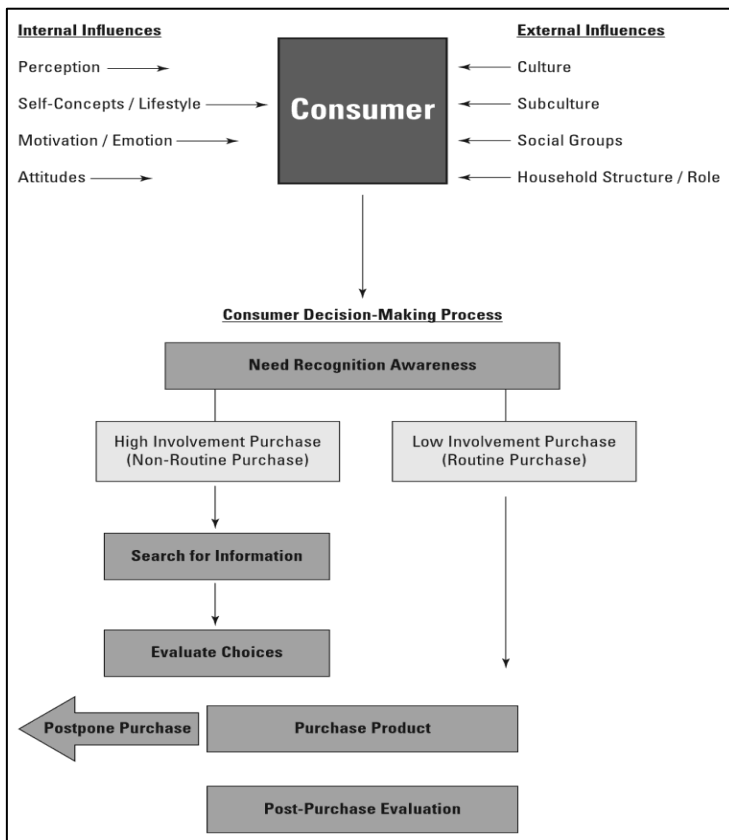 Internal Influences
Perception
Self-Concepts / Lifestyle
Motivation / Emotion
Attitudes
Consumer
External Influences
Culture
Subculture
Social Groups
Household Structure / Role
Consumer Decision-Making Process
Need Recognition Awareness
High Involvement Purchase
(Non-Routine Purchase)
Low Involvement Purchase
(Routine Purchase)
Search for Information
Evaluate Choices
Postpone Purchase
Purchase Product
Post-Purchase Evaluation